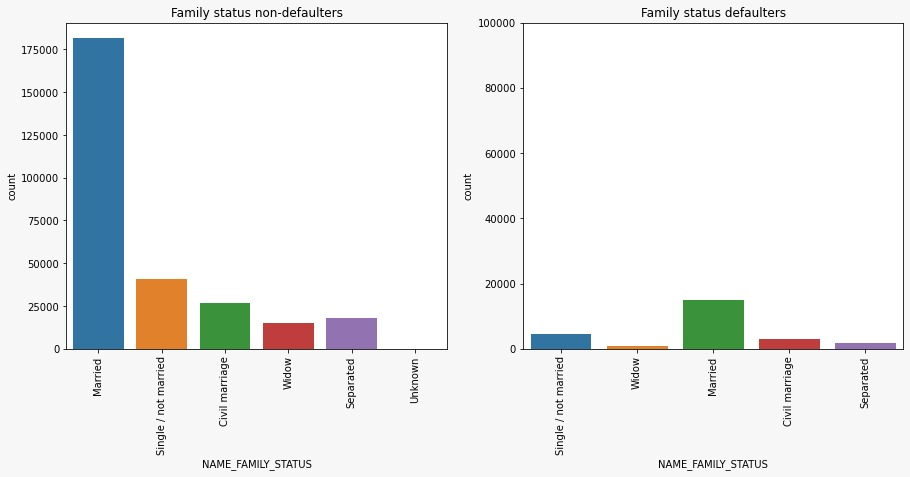 Family status non-defaulters
175000
150000
125000
100000
75000
50000
25000
0
count
Married
Single / not married
Civil marriage
Widow
Separated
Unknown
NAME_FAMILY_STATUS
Family status defaulters
100000
80000
60000
40000
20000
0
count
Single / not married
Widow
Married
Civil marriage
Separated
NAME_FAMILY_STATUS